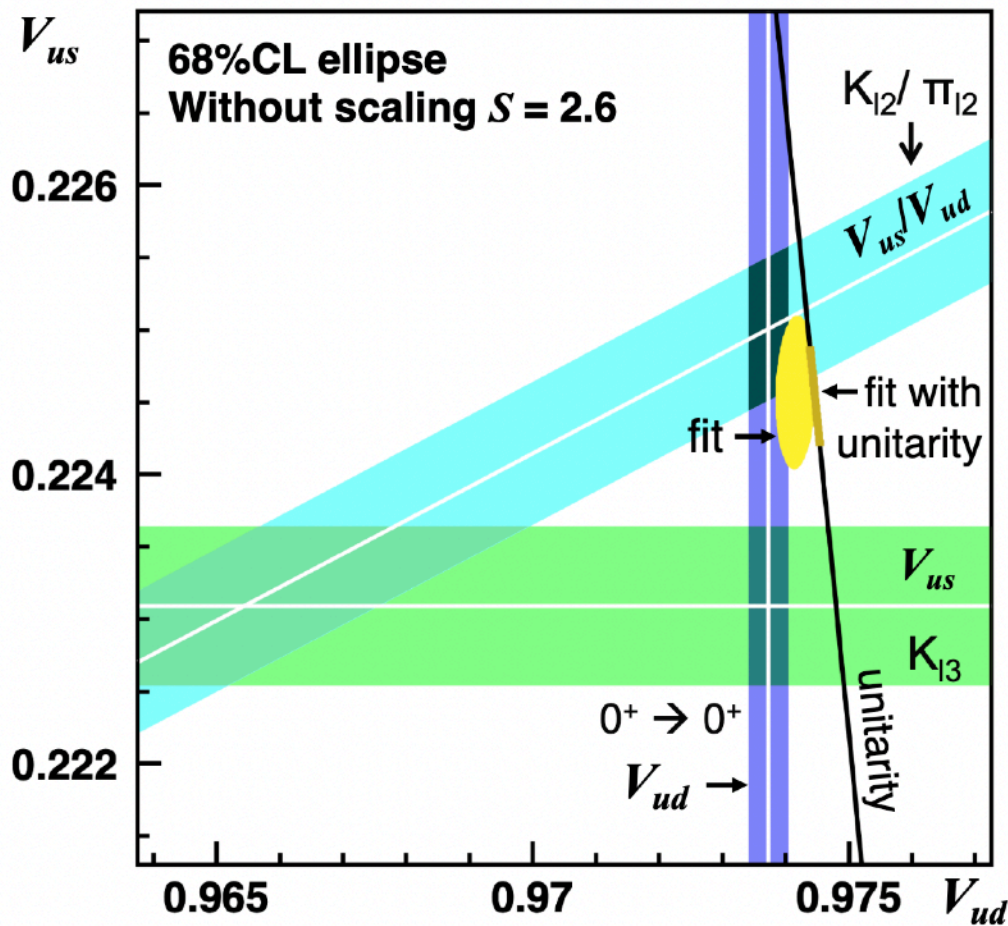 V_us
68%CL ellipse
Without scaling S = 2.6
K_l2/ π_l2
V_us/V_ud
0.226
fit with
fit
unitarity
0.224
V_us
K_l3
unitarity
0⁺ → 0⁺
V_ud
0.222
0.965
0.97
0.975
V_ud